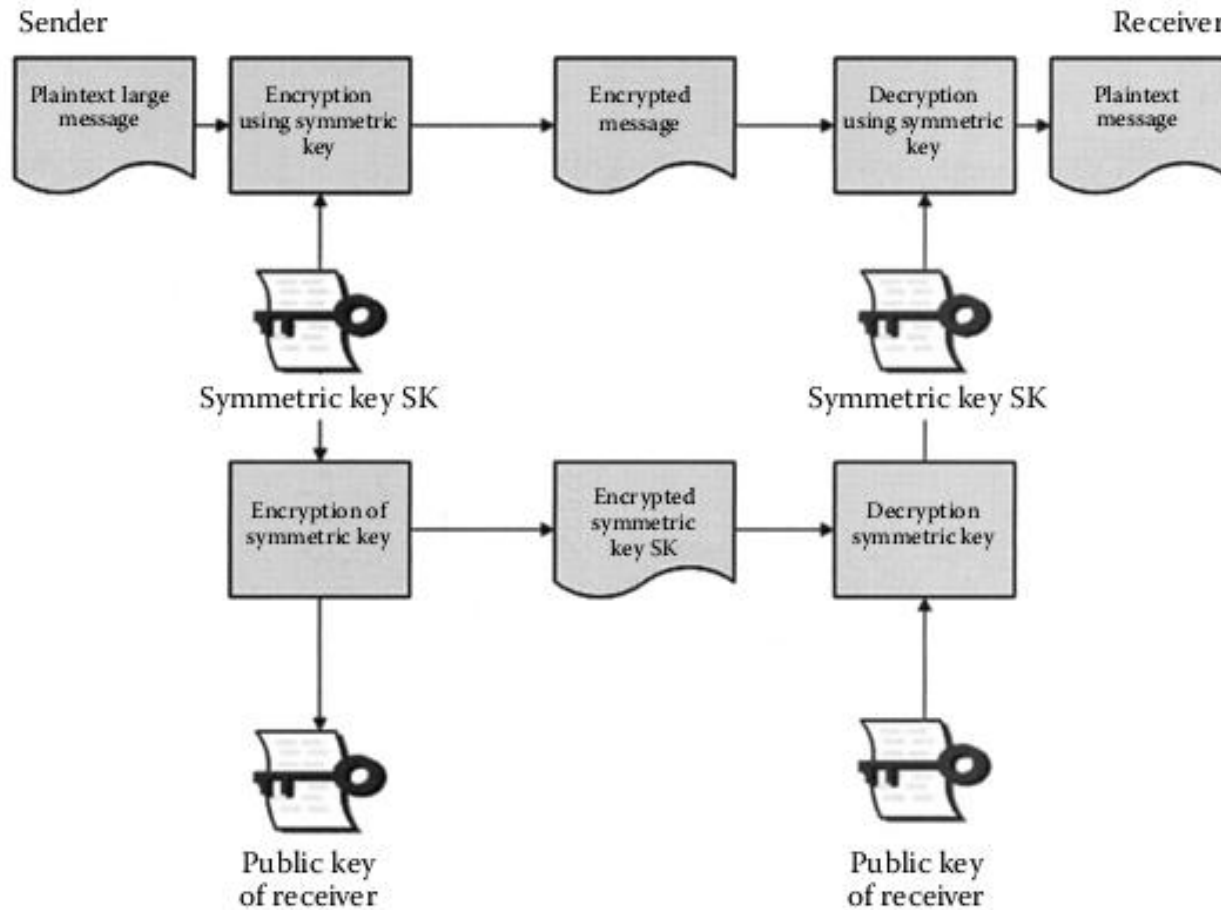 Sender
Receiver
Plaintext large
message
Encryption
using symmetric
key
Encrypted
message
Decryption
using symmetric
key
Plaintext
message
Symmetric key SK
Symmetric key SK
Encryption of
symmetric key
Encrypted
symmetric
key SK
Decryption
symmetric key
Public key
of receiver
Public key
of receiver